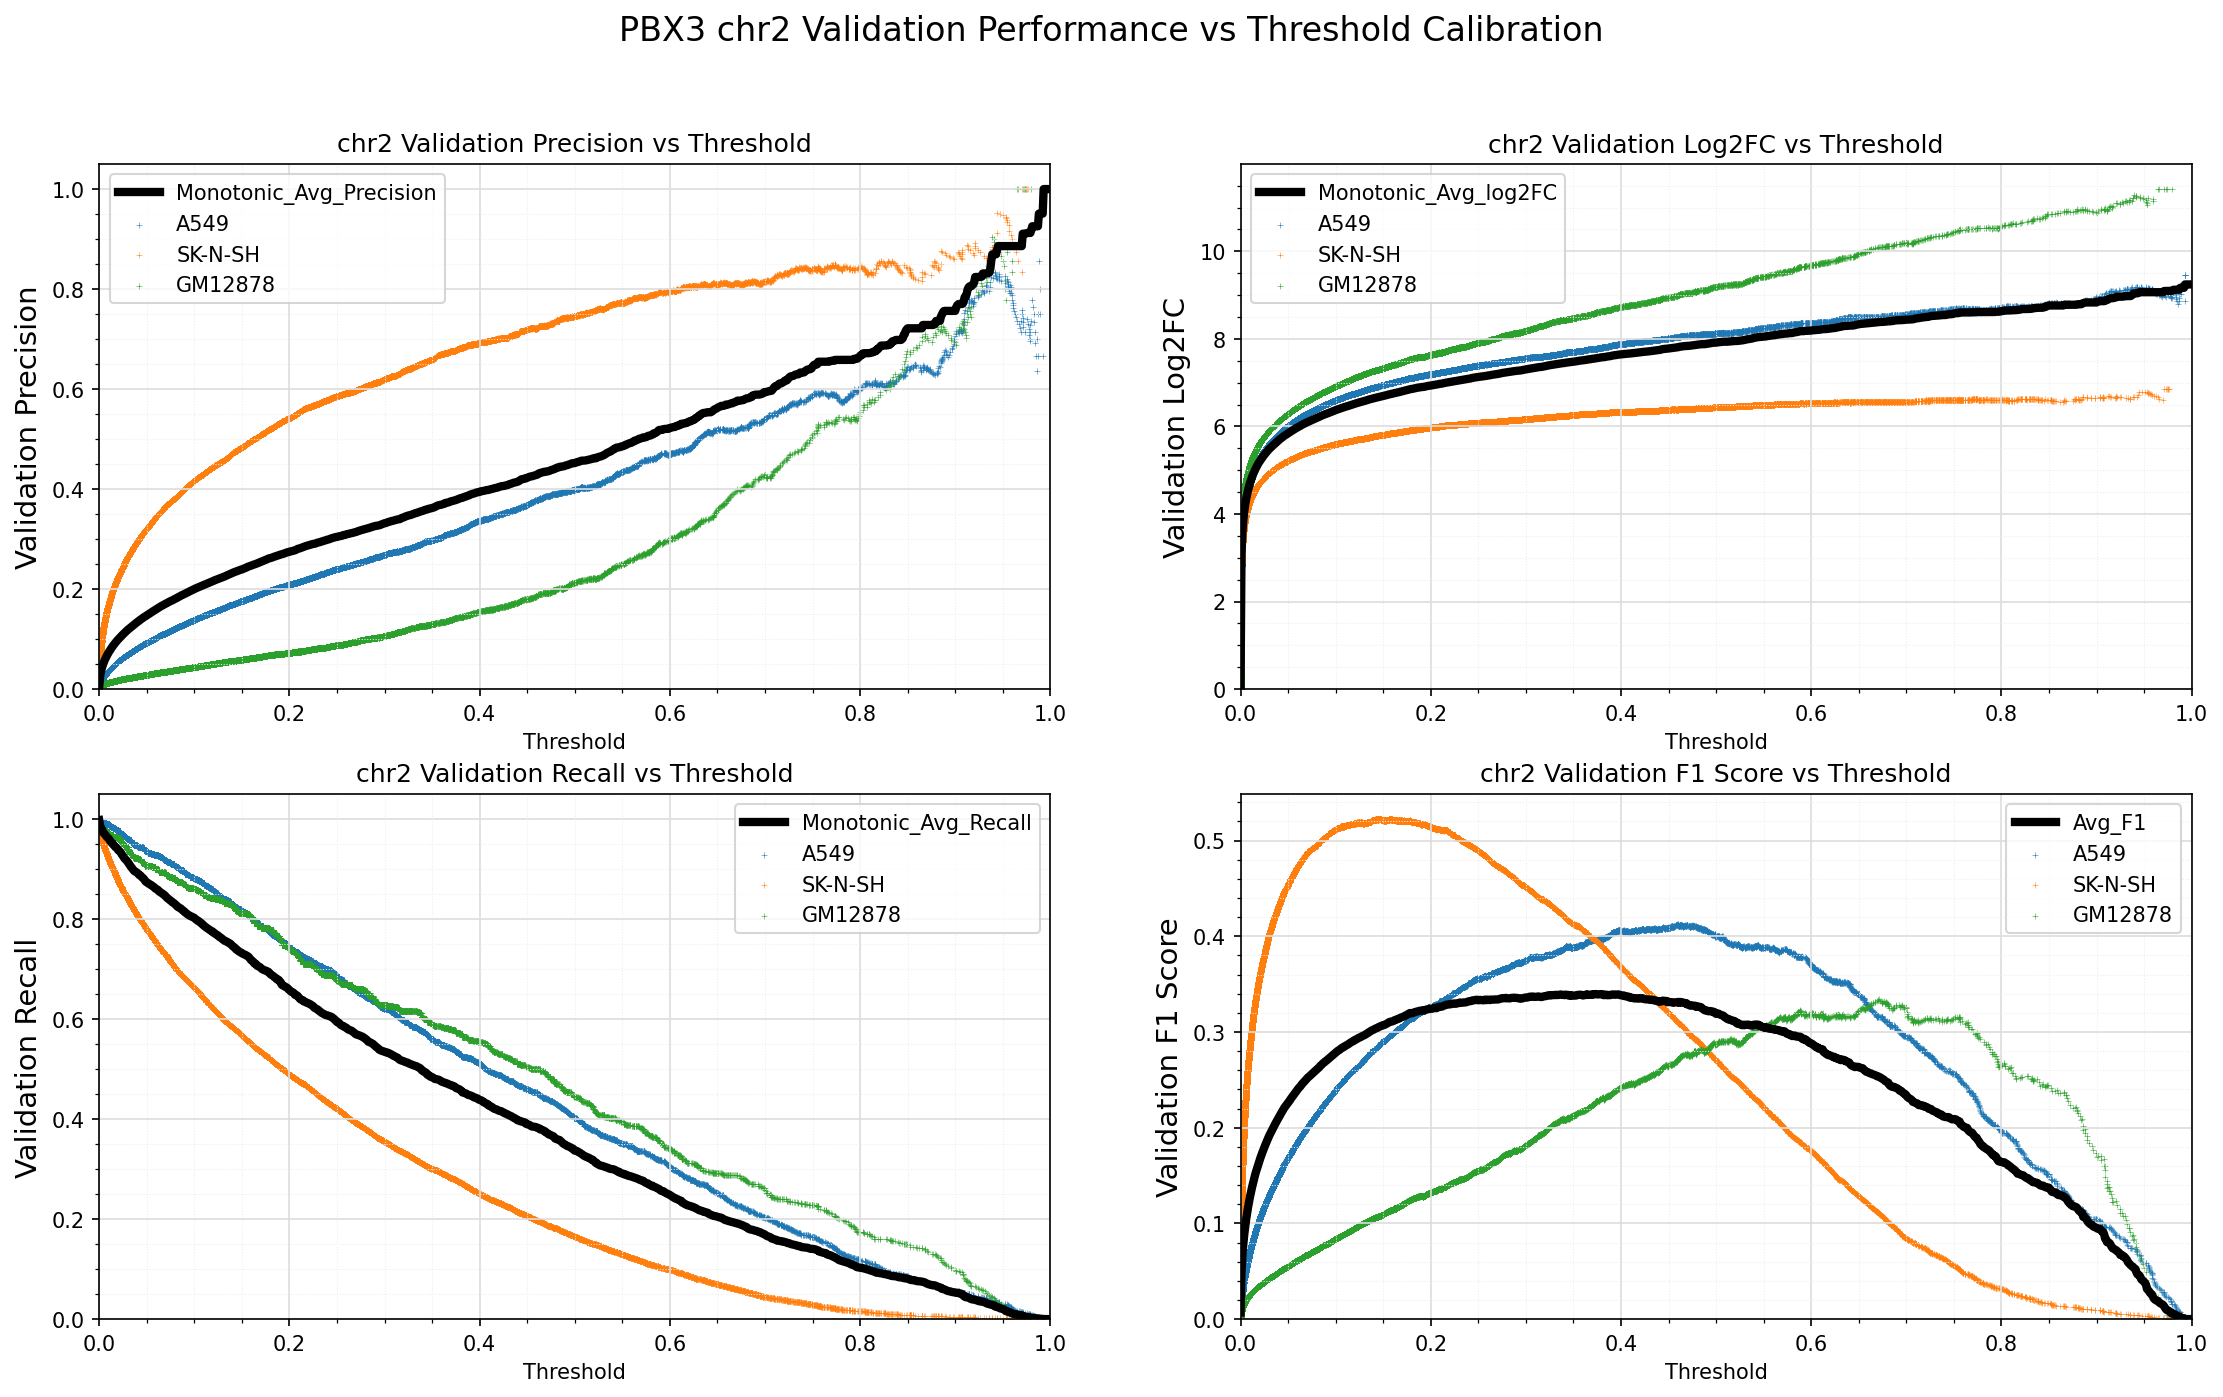 PBX3 chr2 Validation Performance vs Threshold Calibration
chr2 Validation Precision vs Threshold
Validation Precision
1.0
0.8
0.6
0.4
0.2
0.0
Monotonic_Avg_Precision
A549
SK-N-SH
GM12878
0.0 0.2 0.4 0.6 0.8 1.0
Threshold
chr2 Validation Log2FC vs Threshold
Validation Log2FC
10
8
6
4
2
0
Monotonic_Avg_log2FC
A549
SK-N-SH
GM12878
0.0 0.2 0.4 0.6 0.8 1.0
Threshold
chr2 Validation Recall vs Threshold
Validation Recall
1.0
0.8
0.6
0.4
0.2
0.0
Monotonic_Avg_Recall
A549
SK-N-SH
GM12878
0.0 0.2 0.4 0.6 0.8 1.0
Threshold
chr2 Validation F1 Score vs Threshold
Validation F1 Score
0.5
0.4
0.3
0.2
0.1
0.0
Avg_F1
A549
SK-N-SH
GM12878
0.0 0.2 0.4 0.6 0.8 1.0
Threshold